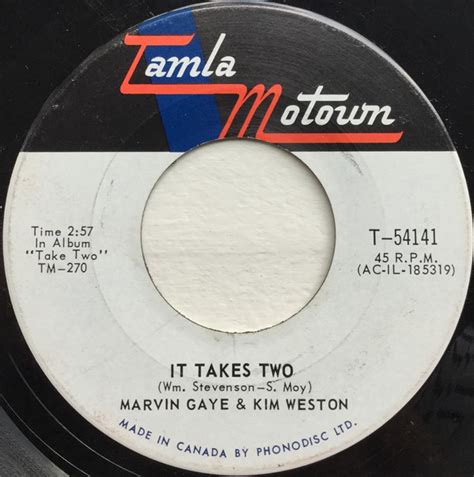 Tamla
Motown
Time 2:57
In Album
"Take Two"
TM-270
T-54141
45 R.P.M.
(AC-IL-185319)
IT TAKES TWO
(Wm. Stevenson-S. Moy)
MARVIN GAYE & KIM WESTON
MADE IN CANADA BY PHONODISC LTD.